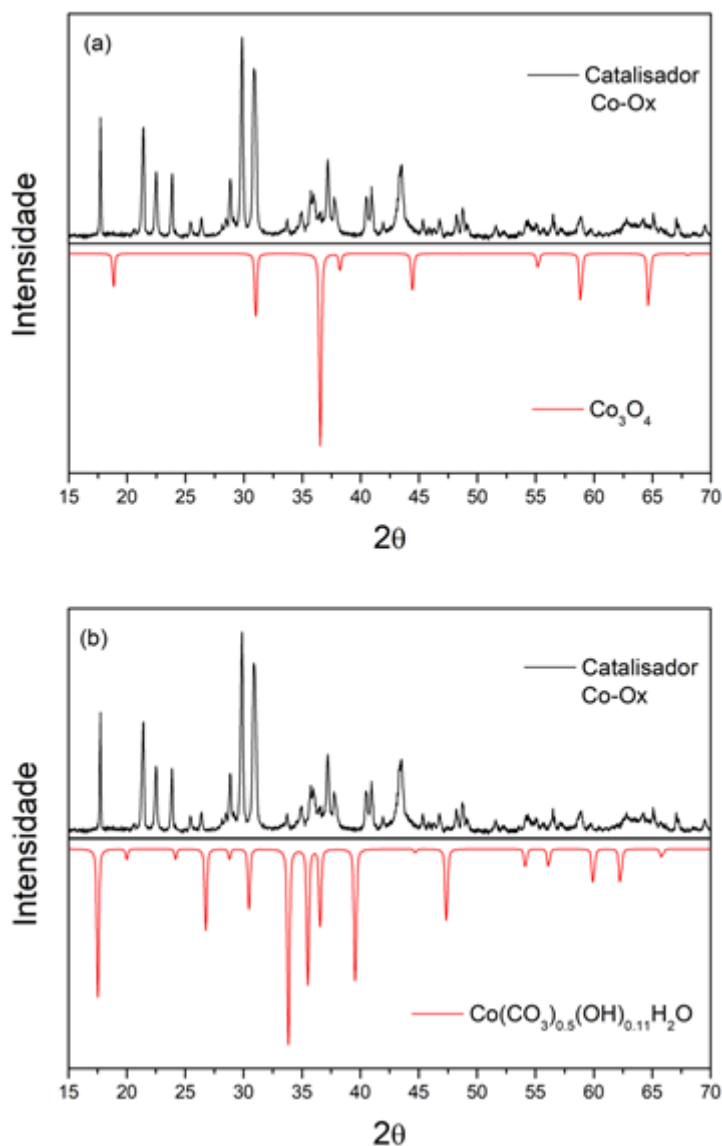 (a)
Catalisador
Co-Ox
Intensidade
Co₃O₄
15 20 25 30 35 40 45 50 55 60 65 70
2θ
(b)
Catalisador
Co-Ox
Intensidade
Co(CO₃)₀.₅(OH)₀.₁₁H₂O
15 20 25 30 35 40 45 50 55 60 65 70
2θ